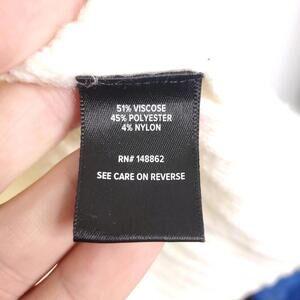 51% VISCOSE
45% POLYESTER
4% NYLON
RN# 148862
SEE CARE ON REVERSE